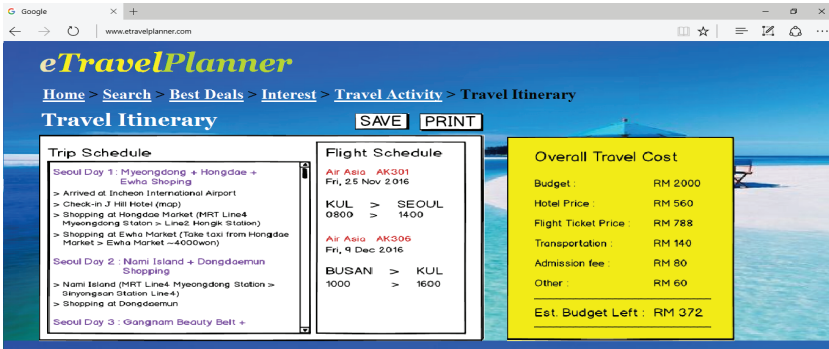 Google
www.etravelplanner.com
eTravelPlanner
Home > Search > Best Deals > Interest > Travel Activity > Travel Itinerary
Travel Itinerary
SAVE PRINT
Trip Schedule
Seoul Day 1 : Myeongdong + Hongdae +
Ewha Shoping
> Arrived at Incheon International Airport
> Check-in J Hill Hotel (map)
> Shopping at Hongdae Market (MRT Line4
Myeongdong Station > Line2 Hongik Station)
> Shopping at Ewha Market (Take taxi from Hongdae
Market > Ewha Market ~4000won)
Seoul Day 2 : Nami Island + Dongdaemun
Shopping
> Nami Island (MRT Line4 Myeongdong Station >
Sinyongsan Station Line4)
> Shopping at Dongdaemun
Seoul Day 3 : Gangnam Beauty Belt +
Flight Schedule
Air Asia AK301
Fri, 25 Nov 2016
KUL > SEOUL
0800 > 1400
Air Asia AK306
Fri, 9 Dec 2016
BUSAN > KUL
1000 > 1600
Overall Travel Cost
Budget : RM 2000
Hotel Price : RM 560
Flight Ticket Price : RM 788
Transportation : RM 140
Admission fee : RM 80
Other : RM 60
Est. Budget Left : RM 372